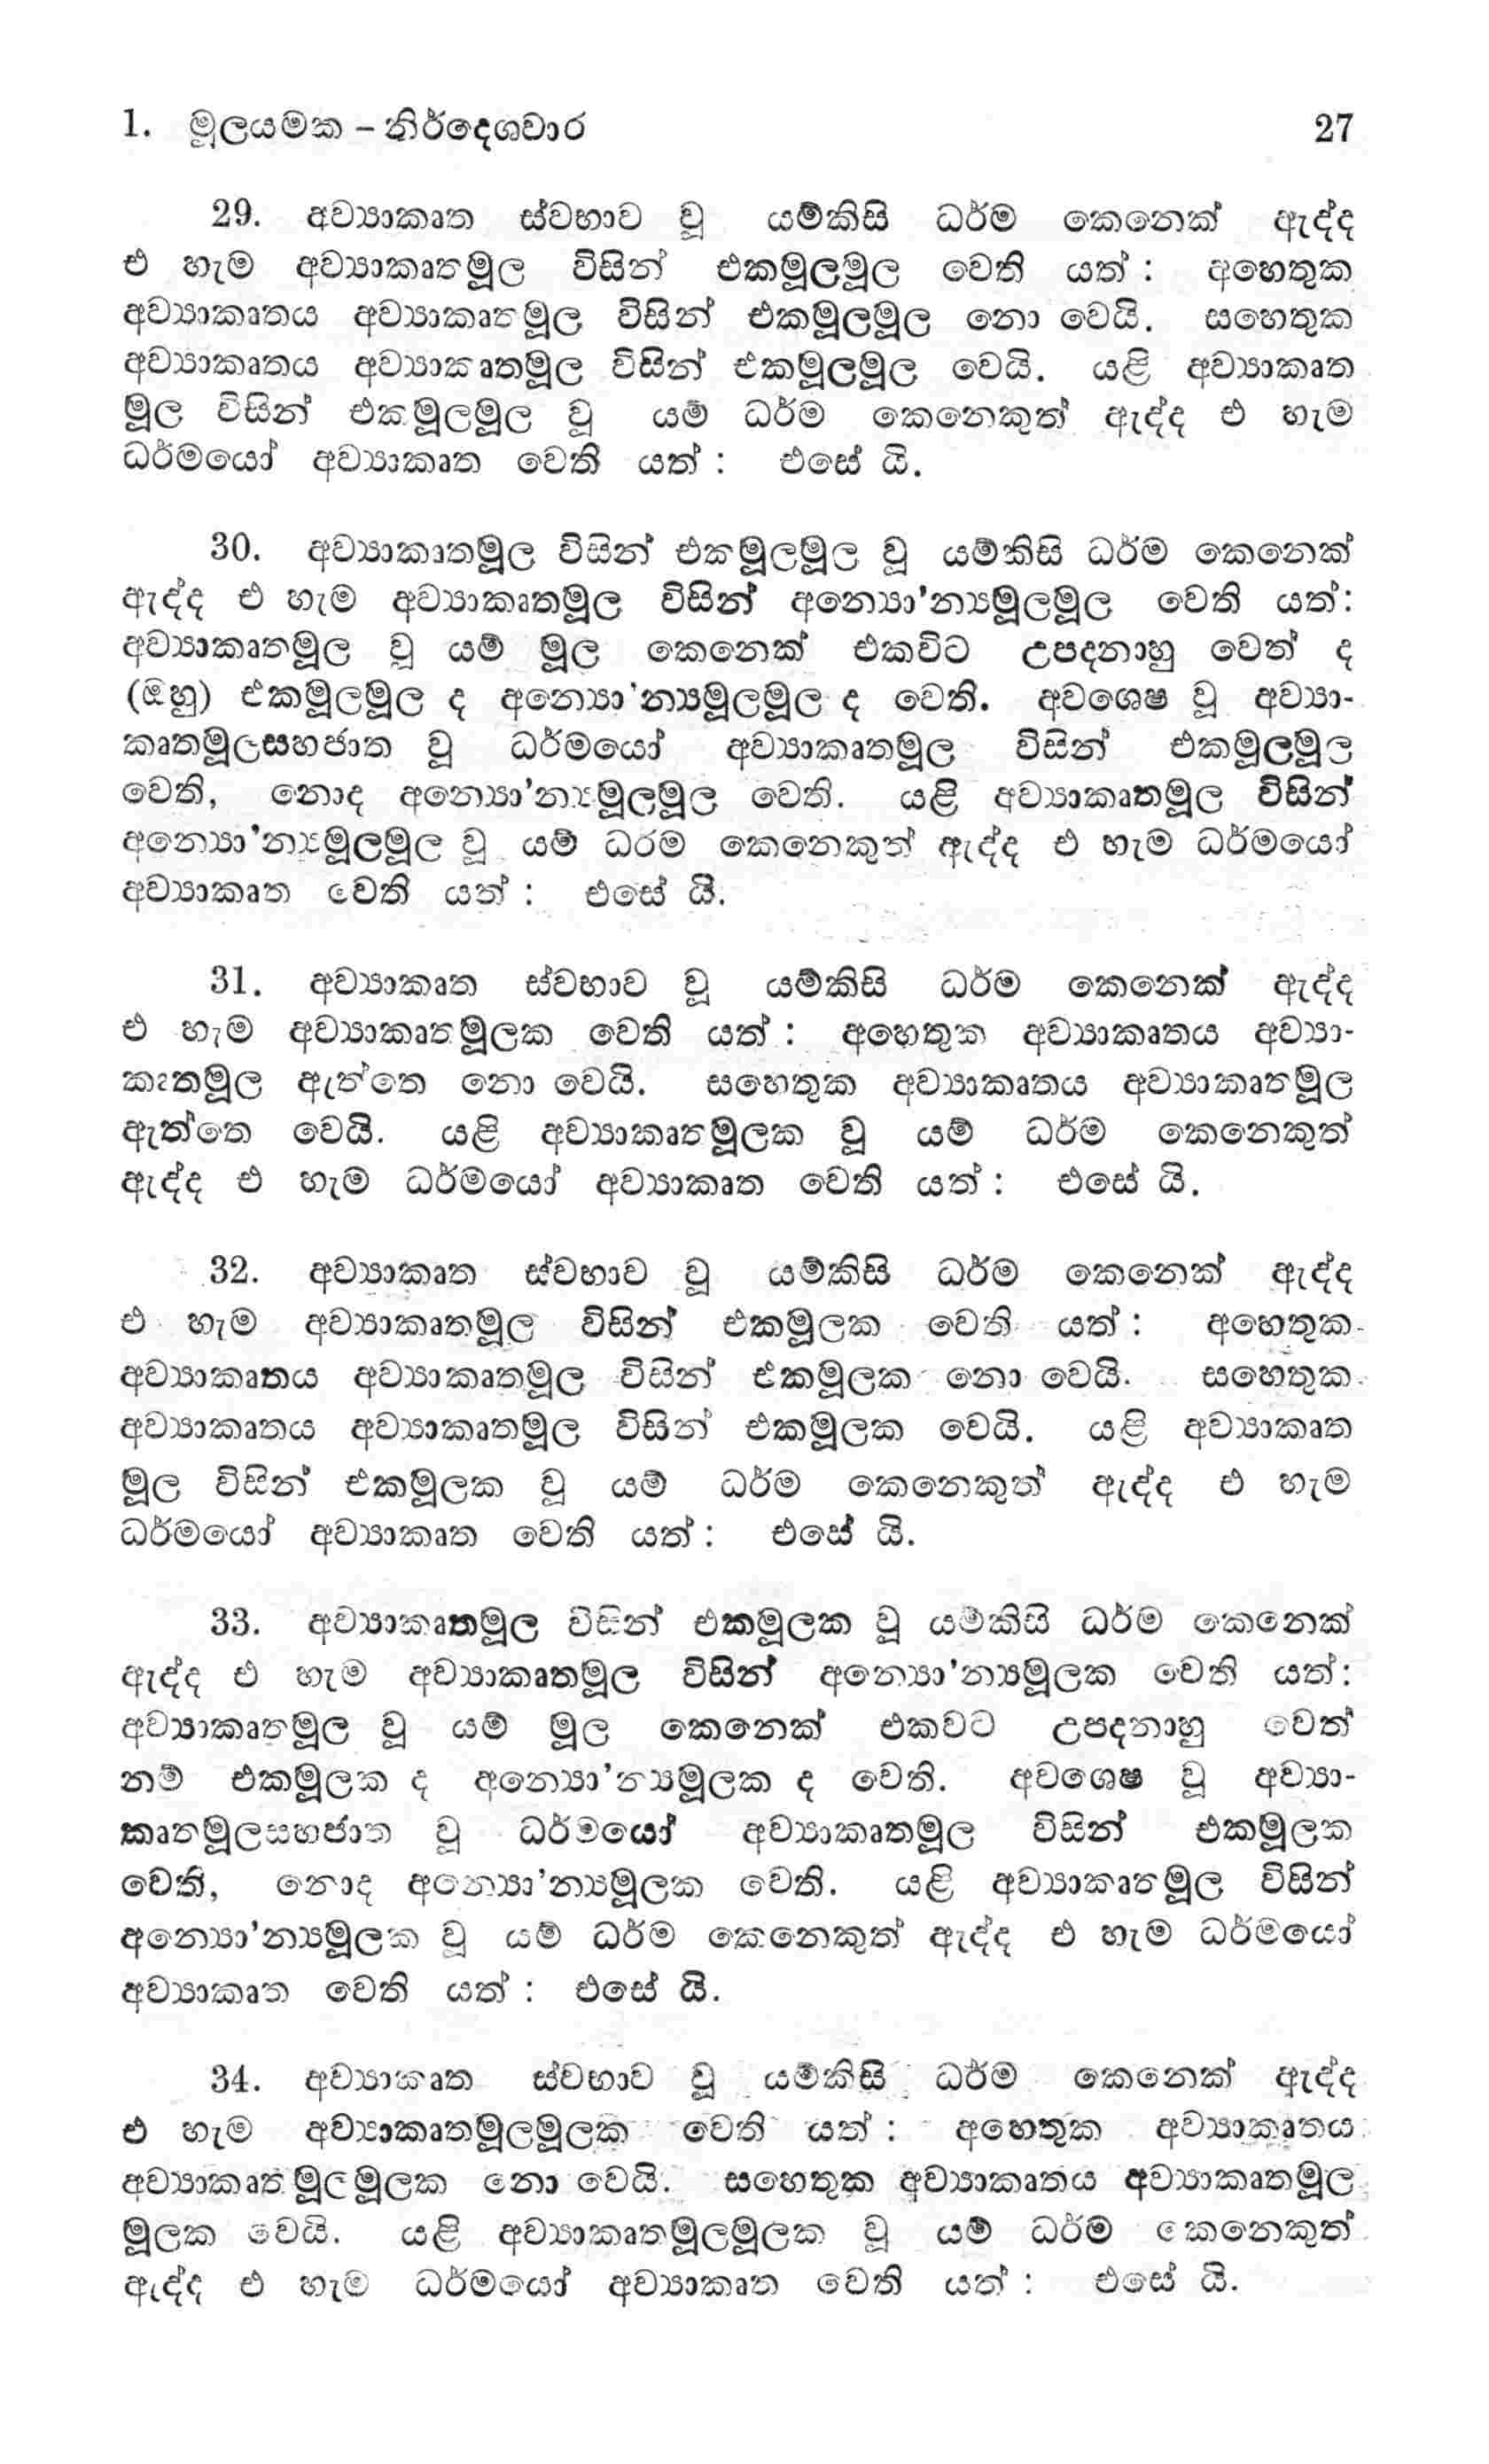 1. මූලයමක – නිර්දෙශවාර 27
29. අව්‍යාකෘත ස්වභාව වූ යම්කිසි ධර්ම කෙනෙක් ඇද්ද
එ හැම අව්‍යාකෘතමූල විසින් එකමූලමූල වෙති යත් : අහෙතුක
අව්‍යාකෘතය අව්‍යාකෘතමූල විසින් එකමූලමූල නො වෙයි. සහෙතුක
අව්‍යාකෘතය අව්‍යාකෘතමූල විසින් එකමූලමූල වෙයි. යළි අව්‍යාකෘත
මූල විසින් එකමූලමූල වූ යම් ධර්ම කෙනෙකුත් ඇද්ද එ හැම
ධර්මයෝ අව්‍යාකෘත වෙති යත් : එසේ යි.
30. අව්‍යාකෘතමූල විසින් එකමූලමූල වූ යම්කිසි ධර්ම කෙනෙක්
ඇද්ද එ හැම අව්‍යාකෘතමූල විසින් අන්‍යො'න්‍යමූලමූල වෙති යත්:
අව්‍යාකෘතමූල වූ යම් මූල කෙනෙක් එකවිට උපදනාහු වෙත් ද
(ඔහු) එකමූලමූල ද අන්‍යො'න්‍යමූලමූල ද වෙති. අවශෙෂ වූ අව්‍යා-
කෘතමූලසහජාත වූ ධර්මයෝ අව්‍යාකෘතමූල විසින් එකමූලමූල
වෙති, නොද අන්‍යො'න්‍යමූලමූල වෙති. යළි අව්‍යාකෘතමූල විසින්
අන්‍යො'න්‍යමූලමූල වූ යම් ධරම කෙනෙකුත් ඇද්ද එ හැම ධර්මයෝ
අව්‍යාකෘත වෙති යත් : එසේ යි.
31. අව්‍යාකෘත ස්වභාව වූ යම්කිසි ධර්ම කෙනෙක් ඇද්ද
එ හැම අව්‍යාකෘතමූලක වෙති යත් : අහෙතුක අව්‍යාකෘතය අව්‍යා-
කෘතමූල ඇත්තෙ නො වෙයි. සහෙතුක අව්‍යාකෘතය අව්‍යාකෘතමූල
ඇත්තෙ වෙයි. යළි අව්‍යාකෘතමූලක වූ යම් ධර්ම කෙනෙකුත්
ඇද්ද එ හැම ධර්මයෝ අව්‍යාකෘත වෙති යත් : එසේ යි.
32. අව්‍යාකෘත ස්වභාව වූ යම්කිසි ධර්ම කෙනෙක් ඇද්ද
එ හැම අව්‍යාකෘතමූල විසින් එකමූලක වෙති යත් : අහෙතුක
අව්‍යාකෘතය අව්‍යාකෘතමූල විසින් එකමූලක නො වෙයි. සහෙතුක
අව්‍යාකෘතය අව්‍යාකෘතමූල විසින් එකමූලක වෙයි. යළි අව්‍යාකෘත
මූල විසින් එකමූලක වූ යම් ධර්ම කෙනෙකුත් ඇද්ද එ හැම
ධර්මයෝ අව්‍යාකෘත වෙති යත් : එසේ යි.
33. අව්‍යාකෘතමූල විසින් එකමූලක වූ යම්කිසි ධර්ම කෙනෙක්
ඇද්ද එ හැම අව්‍යාකෘතමූල විසින් අන්‍යො'න්‍යමූලක වෙති යත්:
අව්‍යාකෘතමූල වූ යම් මූල කෙනෙක් එකවට උපදනාහු වෙත්
නම් එකමූලක ද අන්‍යො'න්‍යමූලක ද වෙති. අවශෙෂ වූ අව්‍යා-
කෘතමූලසහජාත වූ ධර්මයෝ අව්‍යාකෘතමූල විසින් එකමූලක
වෙති, නොද අන්‍යො'න්‍යමූලක වෙති. යළි අව්‍යාකෘතමූල විසින්
අන්‍යො'න්‍යමූලක වූ යම් ධර්ම කෙනෙකුත් ඇද්ද එ හැම ධර්මයෝ
අව්‍යාකෘත වෙති යත් : එසේ යි.
34. අව්‍යාකෘත ස්වභාව වූ යම්කිසි ධර්ම කෙනෙක් ඇද්ද
එ හැම අව්‍යාකෘතමූලමූලක වෙති යත් : අහෙතුක අව්‍යාකෘතය
අව්‍යාකෘතමූලමූලක නො වෙයි. සහෙතුක අව්‍යාකෘතය අව්‍යාකෘතමූල
මූලක වෙයි. යළි අව්‍යාකෘතමූලමූලක වූ යම් ධර්ම කෙනෙකුත්
ඇද්ද එ හැම ධර්මයෝ අව්‍යාකෘත වෙති යත් : එසේ යි.